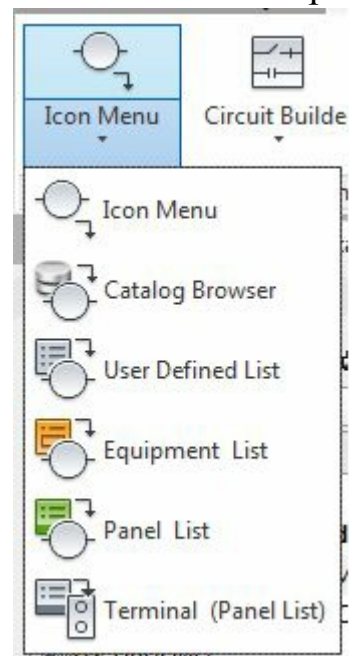 Icon Menu Circuit Builde
Icon Menu
Catalog Browser
User Defined List
Equipment List
Panel List
Terminal (Panel List)